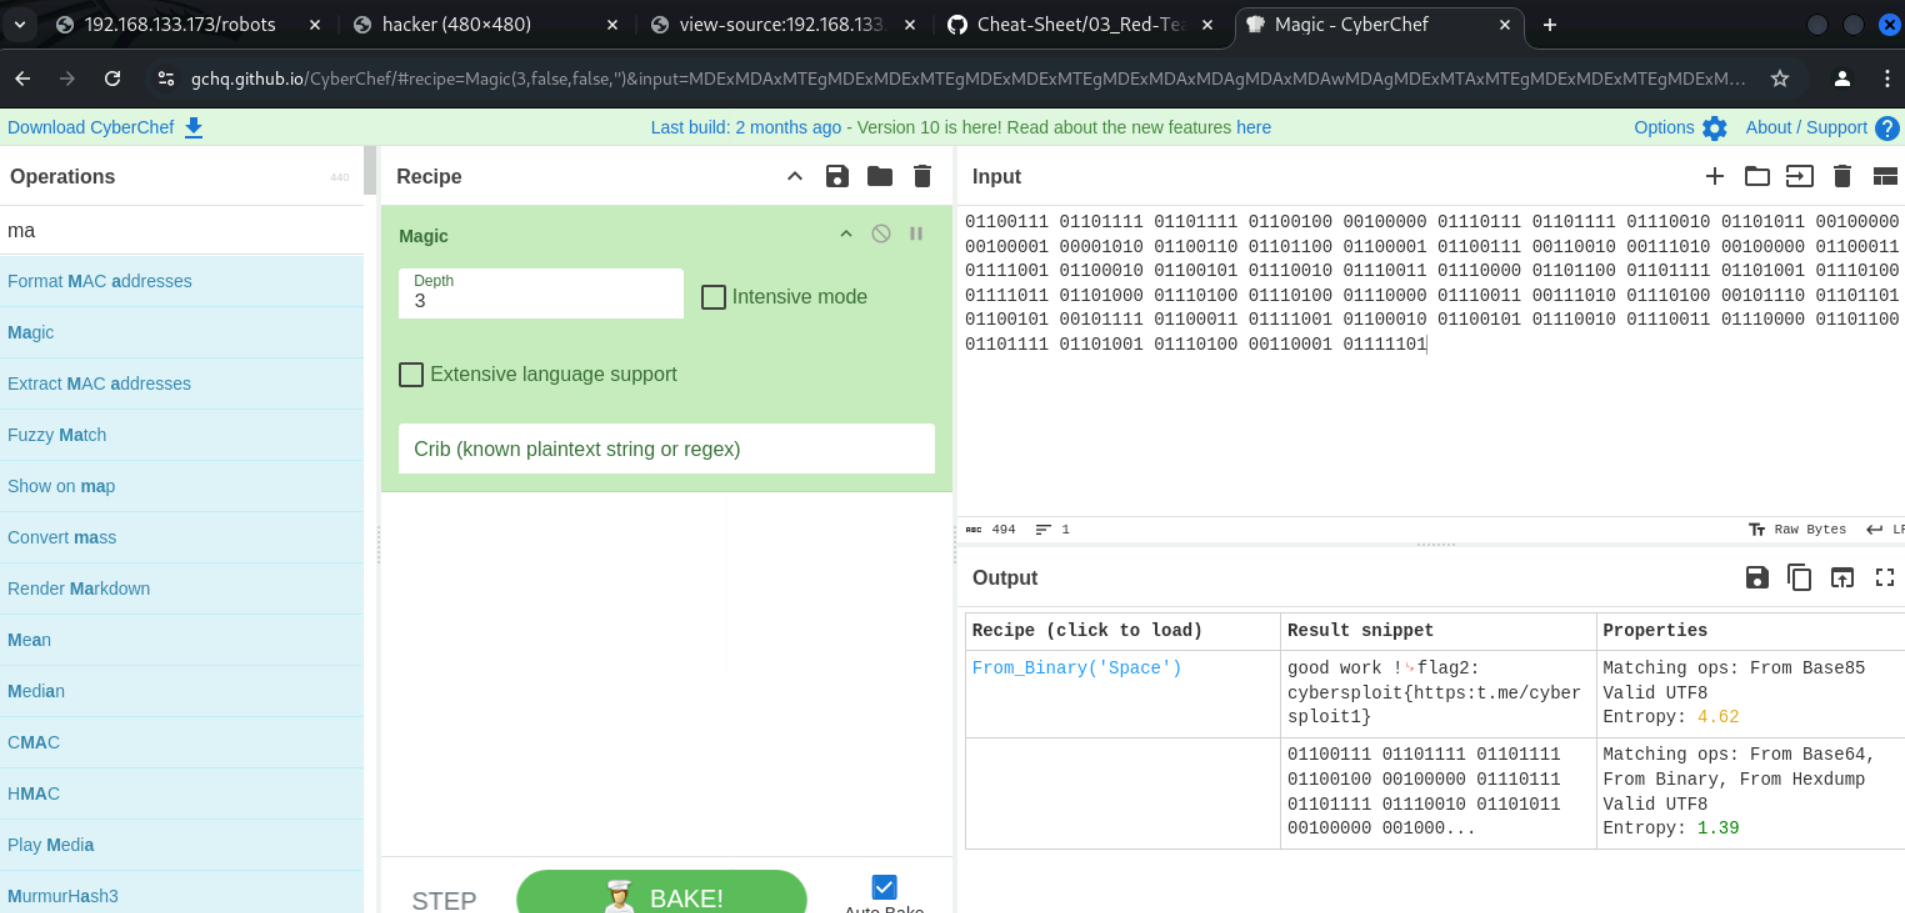 192.168.133.173/robots
hacker (480×480)
view-source:192.168.133.
Cheat-Sheet/03_Red-Tea
Magic - CyberChef
gchq.github.io/CyberChef/#recipe=Magic(3,false,false,'')&input=MDExMDAxMTEgMDExMDExMTEgMDExMDExMTEgMDExMDAxMDAgMDAxMDAwMDAgMDExMTAxMTEgMDExMDExMTEgMDExM...
Download CyberChef
Last build: 2 months ago - Version 10 is here! Read about the new features here
Options
About / Support
Operations
440
Recipe
Input
ma
Format MAC addresses
Magic
Extract MAC addresses
Fuzzy Match
Show on map
Convert mass
Render Markdown
Mean
Median
CMAC
HMAC
Play Media
MurmurHash3
Magic
Depth
3
Intensive mode
Extensive language support
Crib (known plaintext string or regex)
STEP
BAKE!
Auto Bake
01100111 01101111 01101111 01100100 00100000 01110111 01101111 01110010 01101011 00100000
00100001 00001010 01100110 01101100 01100001 01100111 00110010 00111010 00100000 01100011
01111001 01100010 01100101 01110010 01110011 01110000 01101100 01101111 01101001 01110100
01111011 01101000 01110100 01110100 01110000 01110011 00111010 01110100 00101110 01101101
01100101 00101111 01100011 01111001 01100010 01100101 01110010 01110011 01110000 01101100
01101111 01101001 01110100 00110001 01111101
ABC 494
1
Raw Bytes
LF
Output
Recipe (click to load)
Result snippet
Properties
From_Binary('Space')
good work !flag2:
cybersploit{https:t.me/cyber
sploit1}
Matching ops: From Base85
Valid UTF8
Entropy: 4.62
01100111 01101111 01101111
01100100 00100000 01110111
01101111 01110010 01101011
00100000 001000...
Matching ops: From Base64,
From Binary, From Hexdump
Valid UTF8
Entropy: 1.39